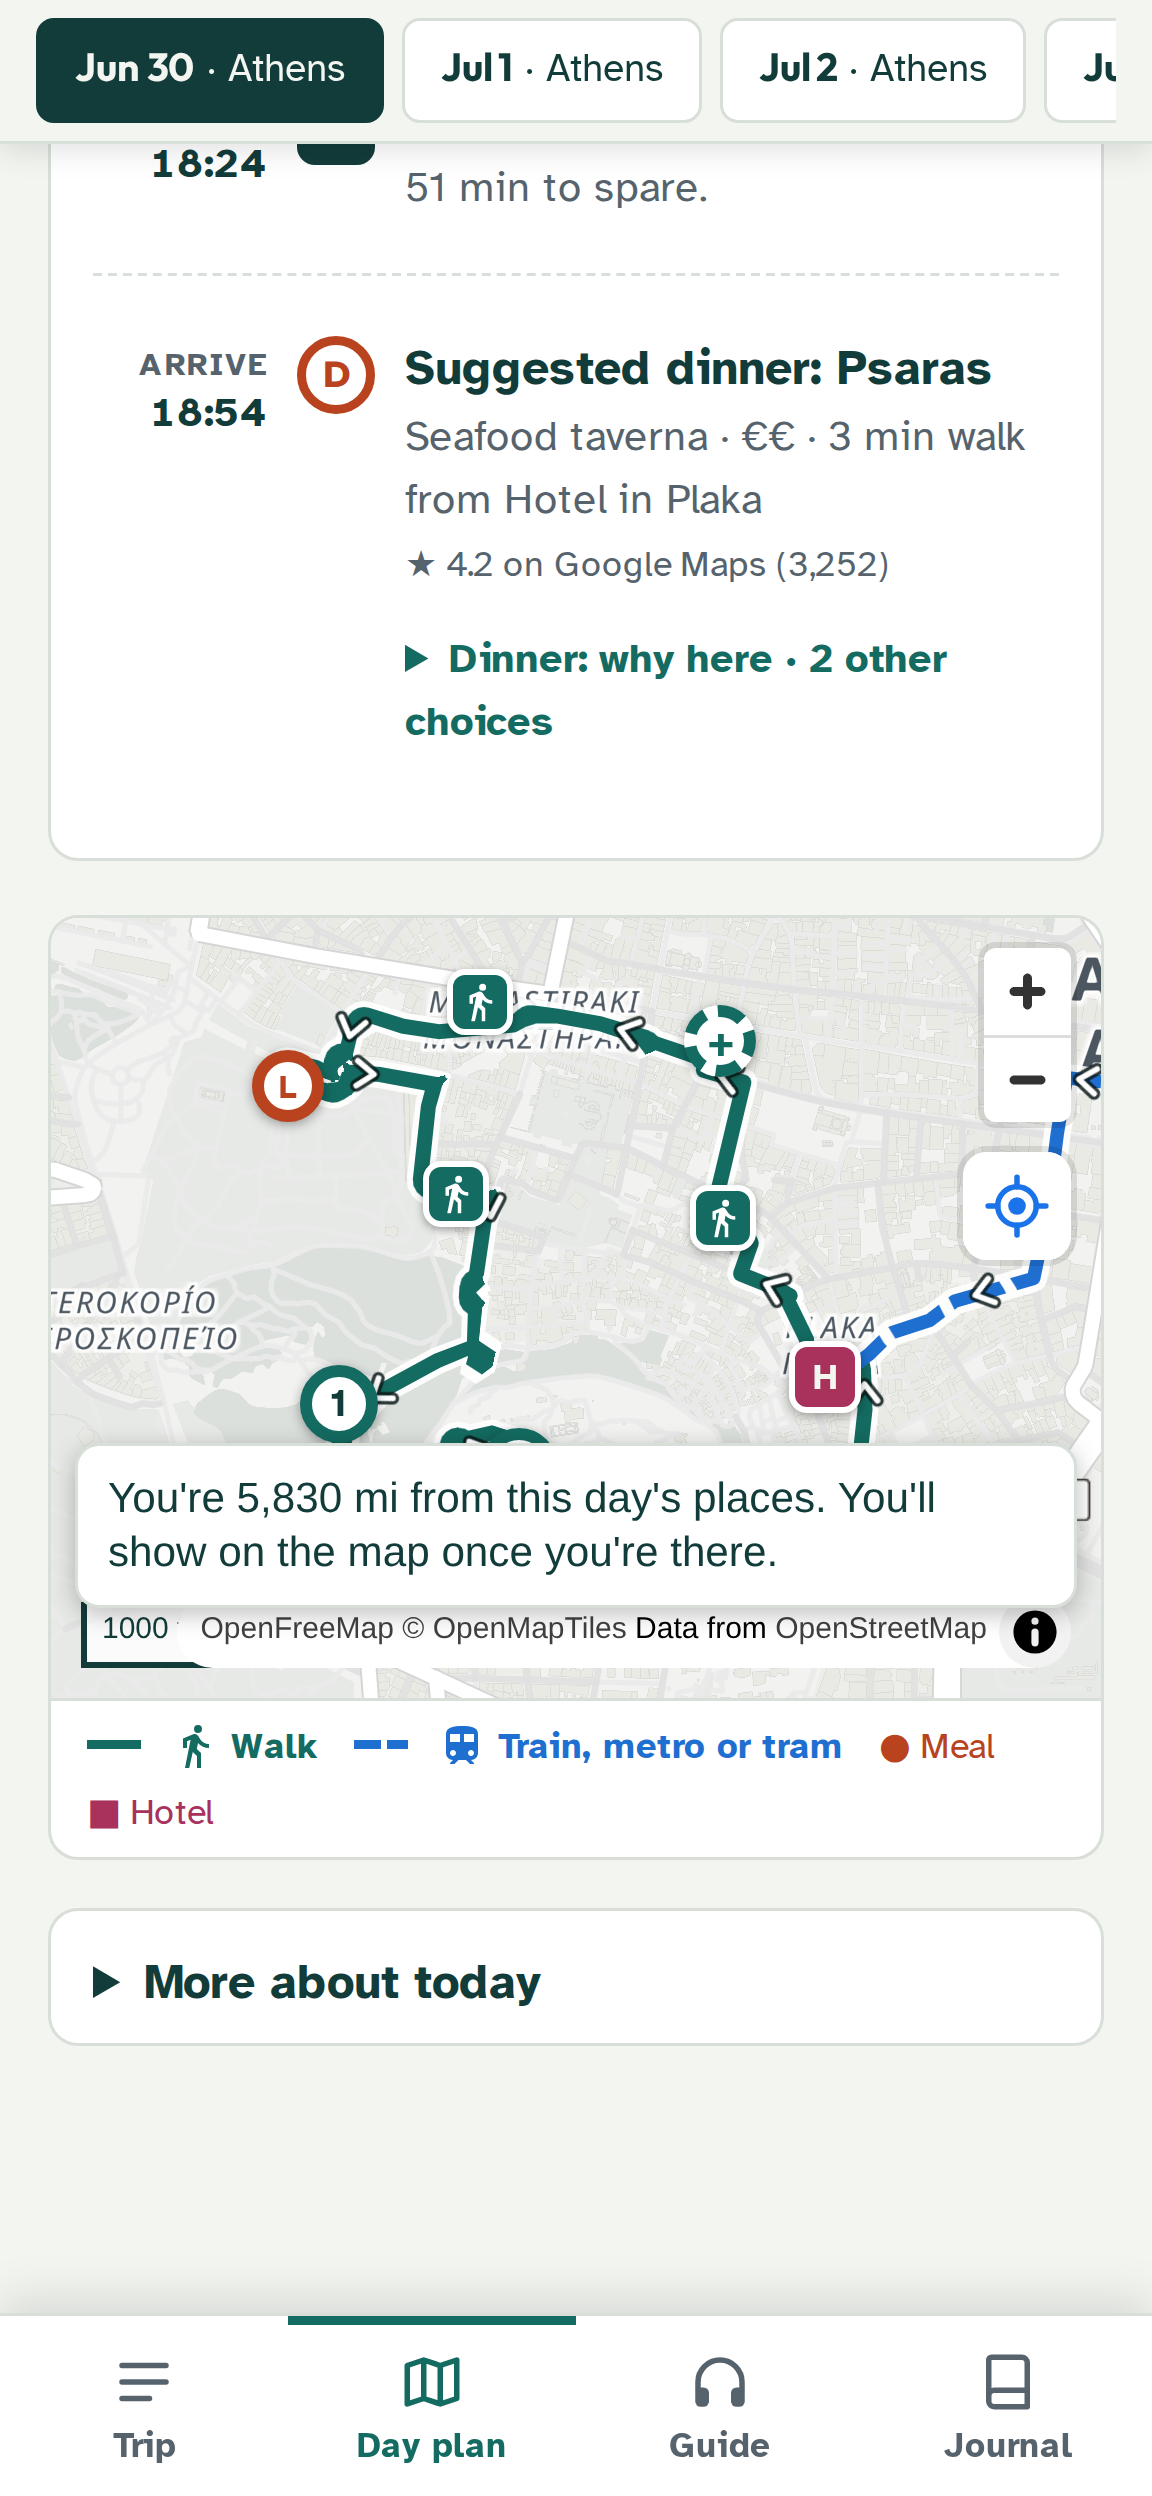 Jun 30 · Athens
Jul 1 · Athens
Jul 2 · Athens
18:24
51 min to spare.
ARRIVE
18:54
D
Suggested dinner: Psaras
Seafood taverna · €€ · 3 min walk
from Hotel in Plaka
★ 4.2 on Google Maps (3,252)
▶ Dinner: why here · 2 other
choices
+
−
L
1
H
You're 5,830 mi from this day's places. You'll
show on the map once you're there.
1000
OpenFreeMap © OpenMapTiles Data from OpenStreetMap
Walk
Train, metro or tram
Meal
Hotel
▶ More about today
Trip
Day plan
Guide
Journal